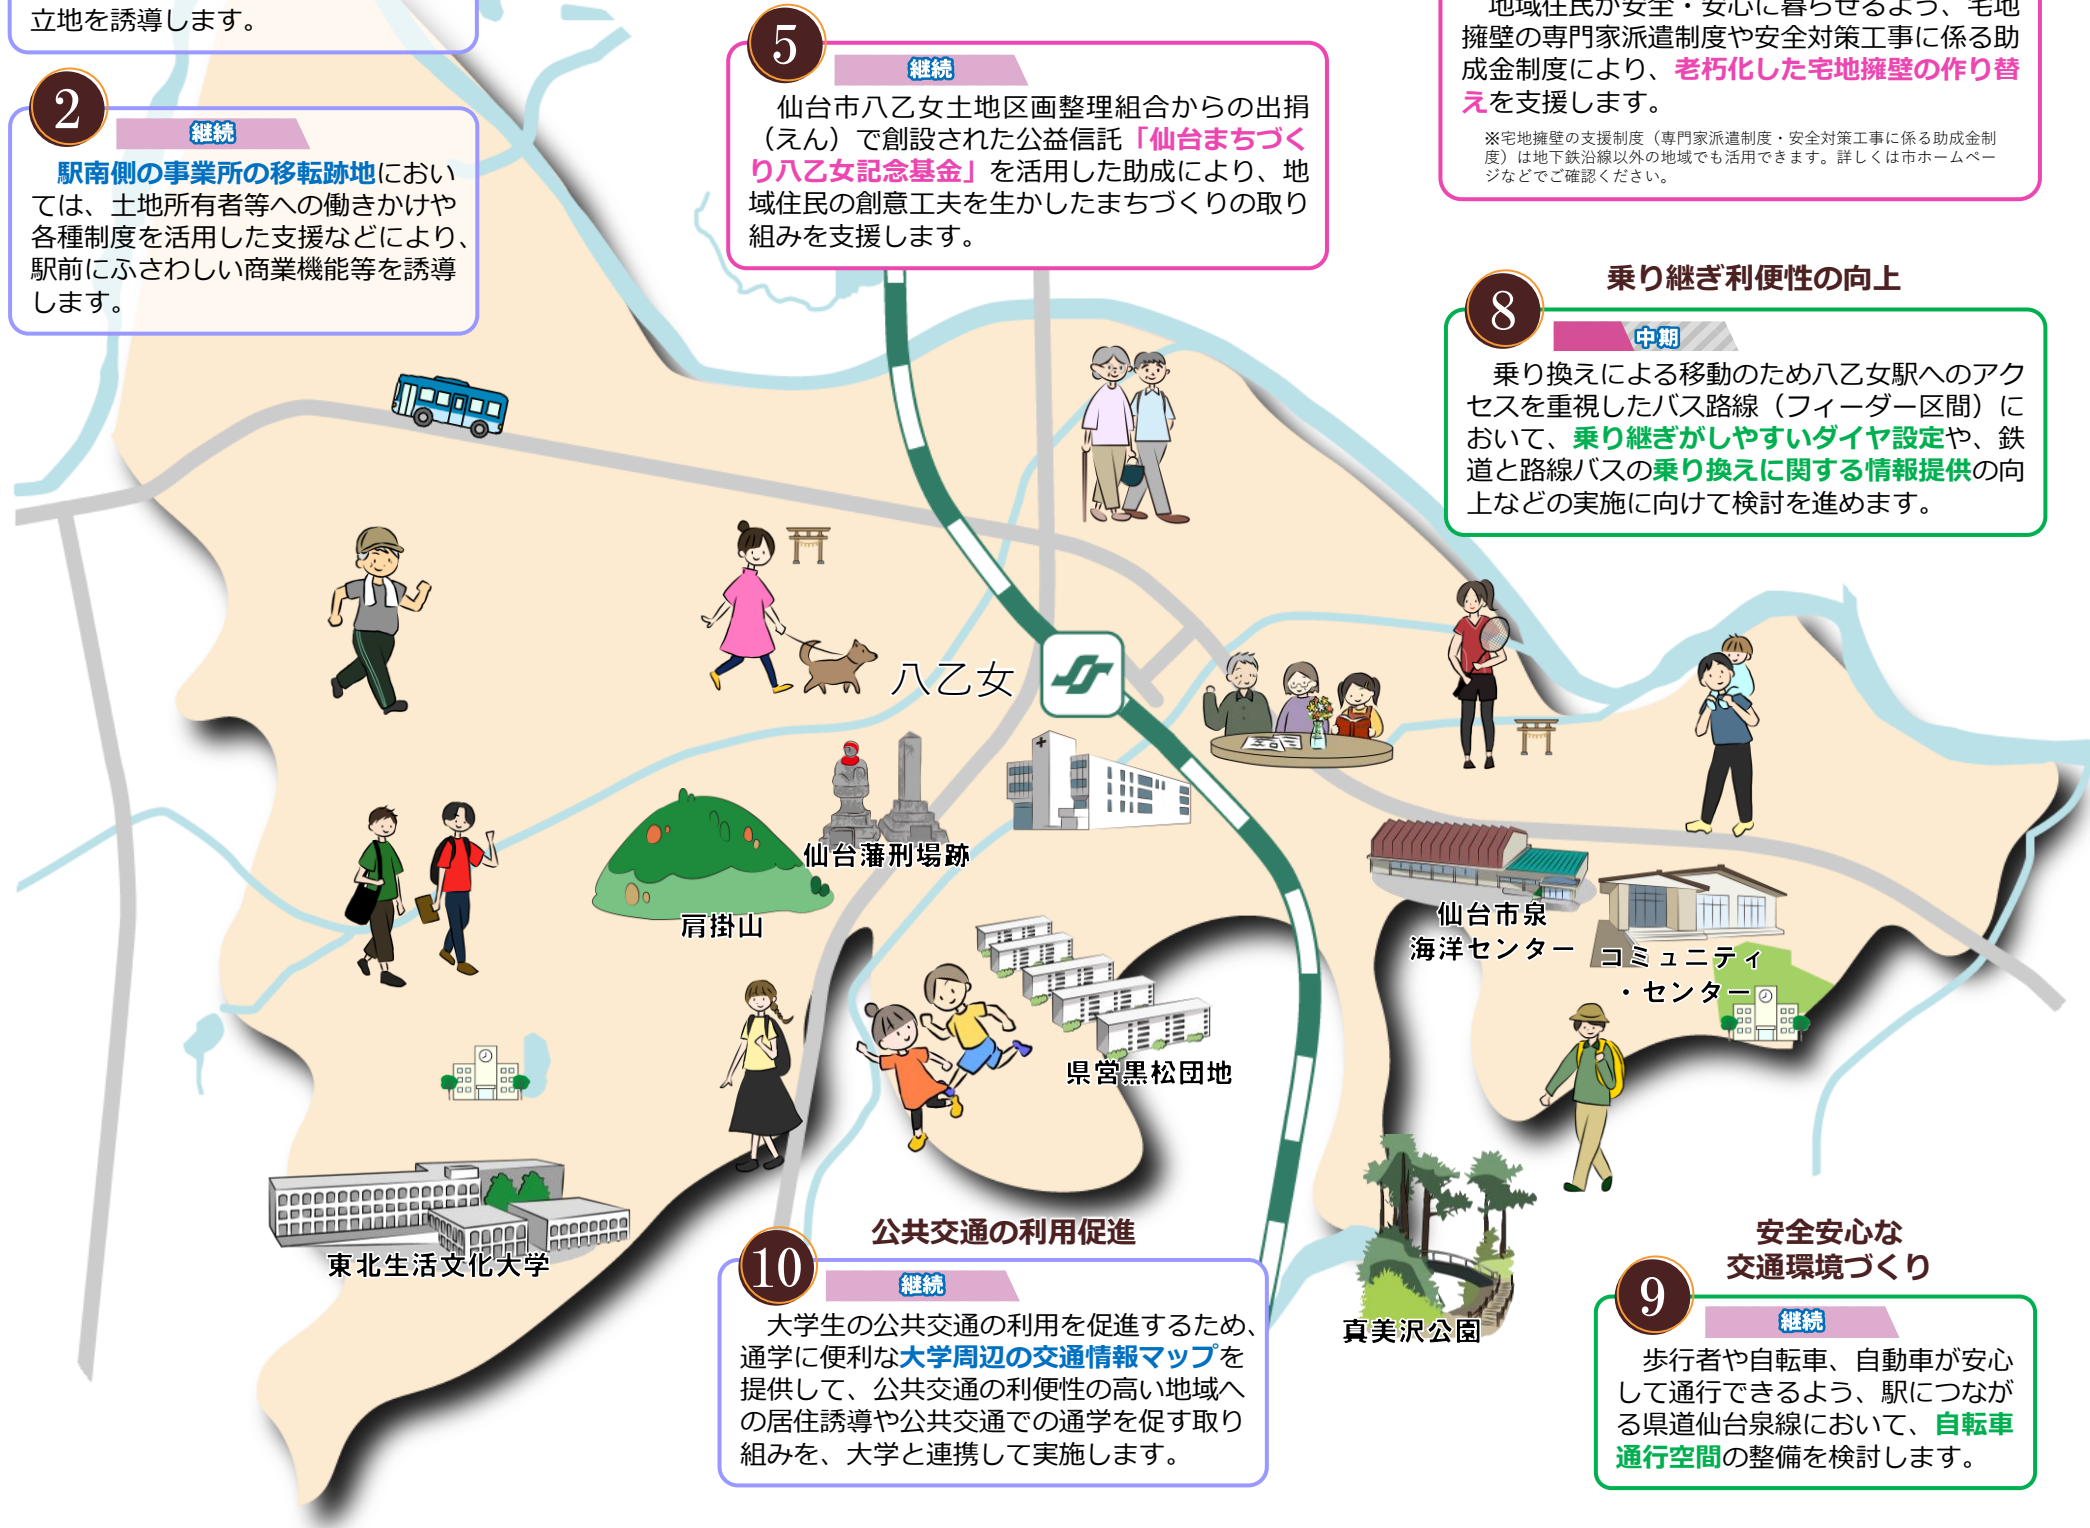 立地を誘導します。
2
継続
駅南側の事業所の移転跡地におい
ては、土地所有者等への働きかけや
各種制度を活用した支援などにより、
駅前にふさわしい商業機能等を誘導
します。
5
継続
仙台市八乙女土地区画整理組合からの出捐
（えん）で創設された公益信託「仙台まちづく
り八乙女記念基金」を活用した助成により、地
域住民の創意工夫を生かしたまちづくりの取り
組みを支援します。
地域住民が安全・安心に暮らせるよう、宅地
擁壁の専門家派遣制度や安全対策工事に係る助
成金制度により、老朽化した宅地擁壁の作り替
えを支援します。
※宅地擁壁の支援制度（専門家派遣制度・安全対策工事に係る助成金制
度）は地下鉄沿線以外の地域でも活用できます。詳しくは市ホームペー
ジなどでご確認ください。
乗り継ぎ利便性の向上
8
中期
乗り換えによる移動のため八乙女駅へのアク
セスを重視したバス路線（フィーダー区間）に
おいて、乗り継ぎがしやすいダイヤ設定や、鉄
道と路線バスの乗り換えに関する情報提供の向
上などの実施に向けて検討を進めます。
八乙女
仙台藩刑場跡
肩掛山
仙台市泉
海洋センター
コミュニティ
・センター
県営黒松団地
東北生活文化大学
真美沢公園
公共交通の利用促進
10
継続
大学生の公共交通の利用を促進するため、
通学に便利な大学周辺の交通情報マップを
提供して、公共交通の利便性の高い地域へ
の居住誘導や公共交通での通学を促す取り
組みを、大学と連携して実施します。
安全安心な
交通環境づくり
9
継続
歩行者や自転車、自動車が安心
して通行できるよう、駅につなが
る県道仙台泉線において、自転車
通行空間の整備を検討します。